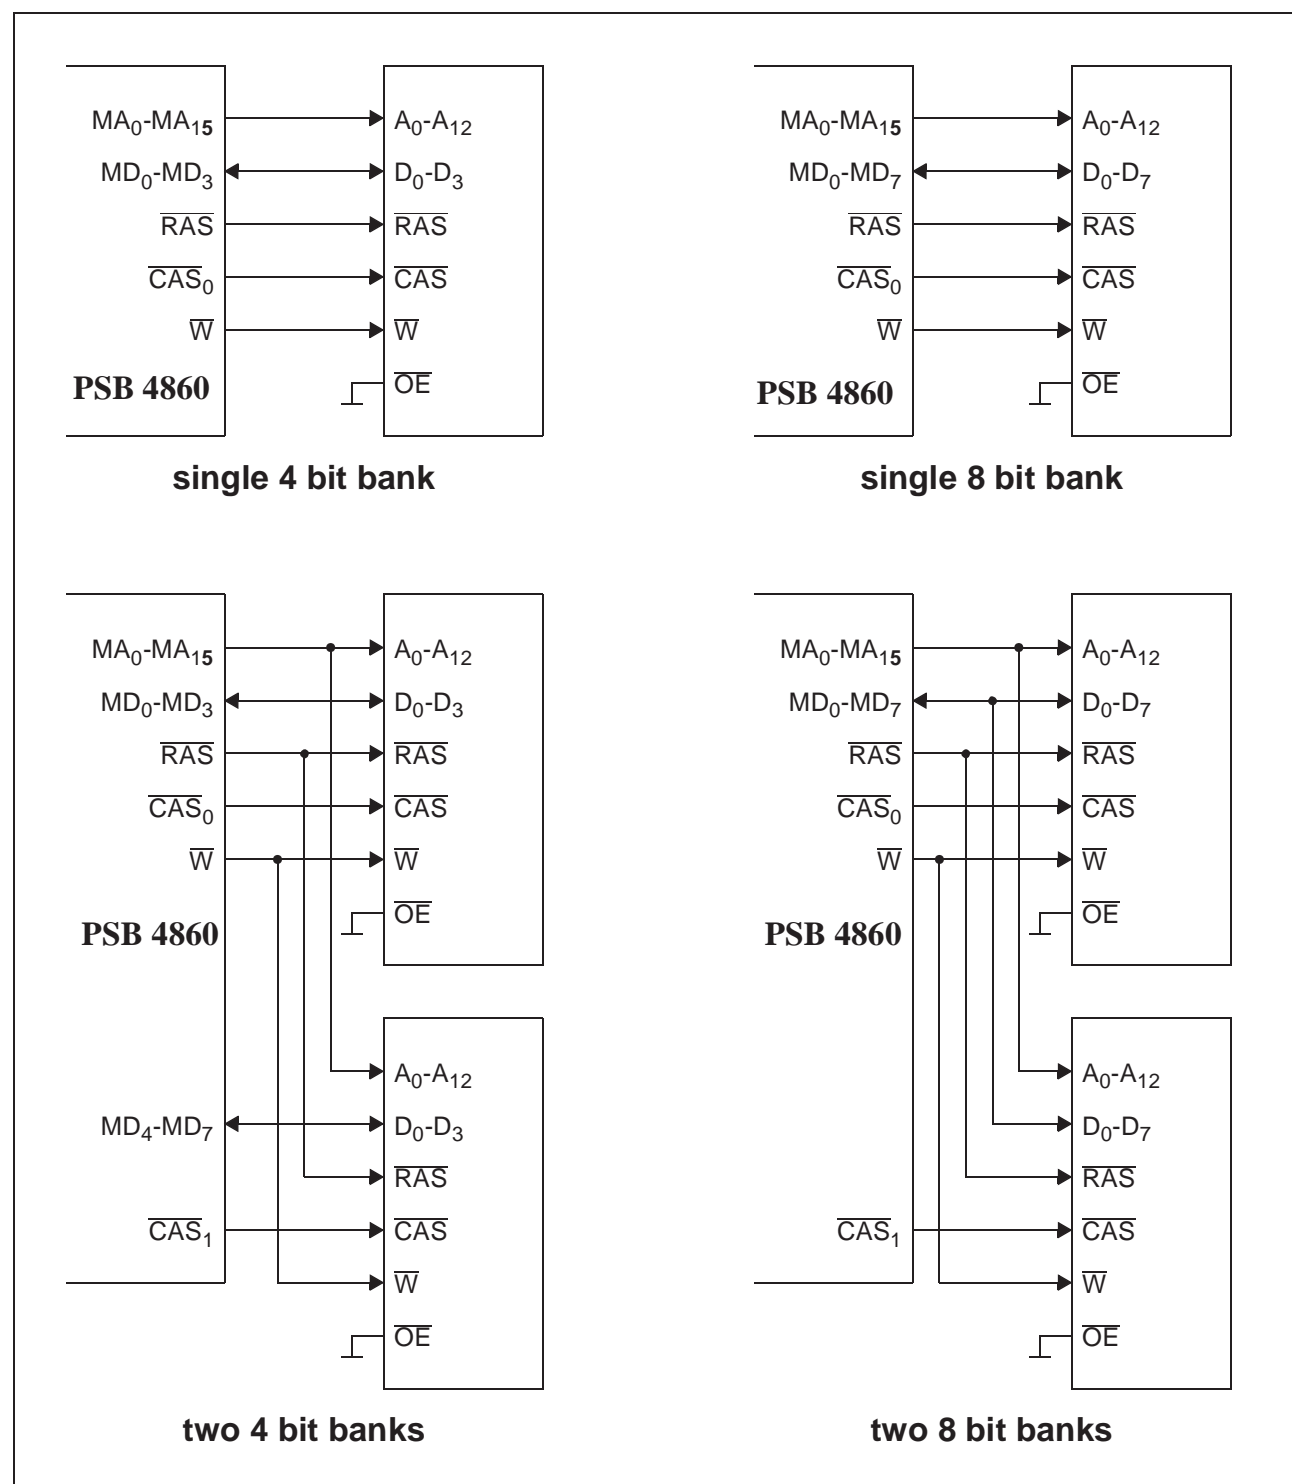 MA0-MA15 A0-A12
MD0-MD3 D0-D3
RAS RAS
CAS0 CAS
W W
OE
PSB 4860
single 4 bit bank
MA0-MA15 A0-A12
MD0-MD7 D0-D7
RAS RAS
CAS0 CAS
W W
OE
PSB 4860
single 8 bit bank
MA0-MA15 A0-A12
MD0-MD3 D0-D3
RAS RAS
CAS0 CAS
W W
OE
PSB 4860
A0-A12
MD4-MD7 D0-D3
RAS
CAS1 CAS
W
OE
two 4 bit banks
MA0-MA15 A0-A12
MD0-MD7 D0-D7
RAS RAS
CAS0 CAS
W W
OE
PSB 4860
A0-A12
D0-D7
RAS
CAS1 CAS
W
OE
two 8 bit banks